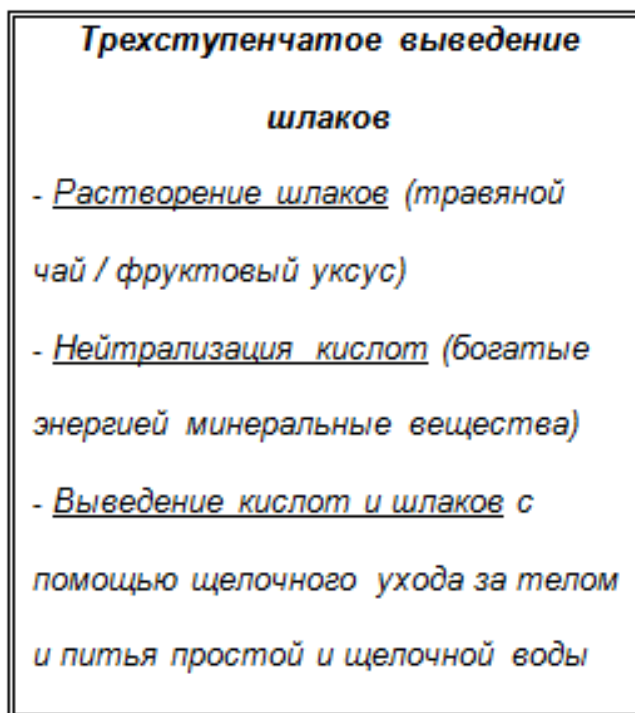 Трехступенчатое выведение
шлаков
- Растворение шлаков (травяной
чай / фруктовый уксус)
- Нейтрализация кислот (богатые
энергией минеральные вещества)
- Выведение кислот и шлаков с
помощью щелочного ухода за телом
и питья простой и щелочной воды